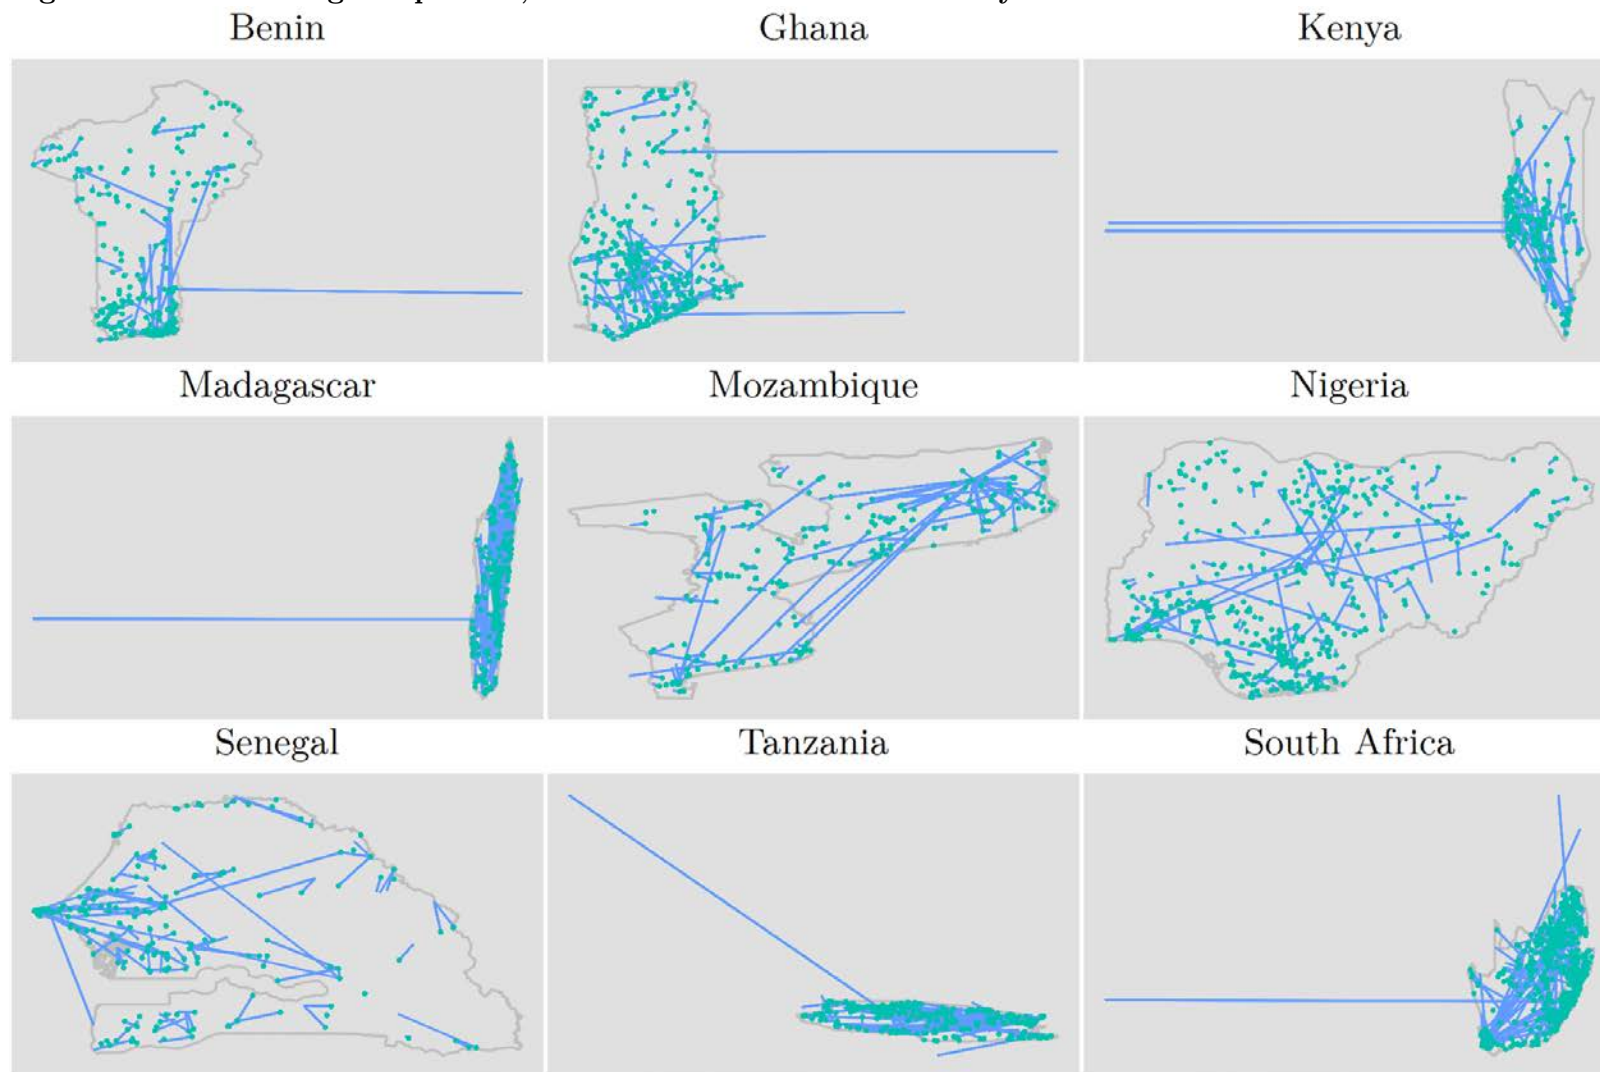 Benin Ghana Kenya
Madagascar Mozambique Nigeria
Senegal Tanzania South Africa